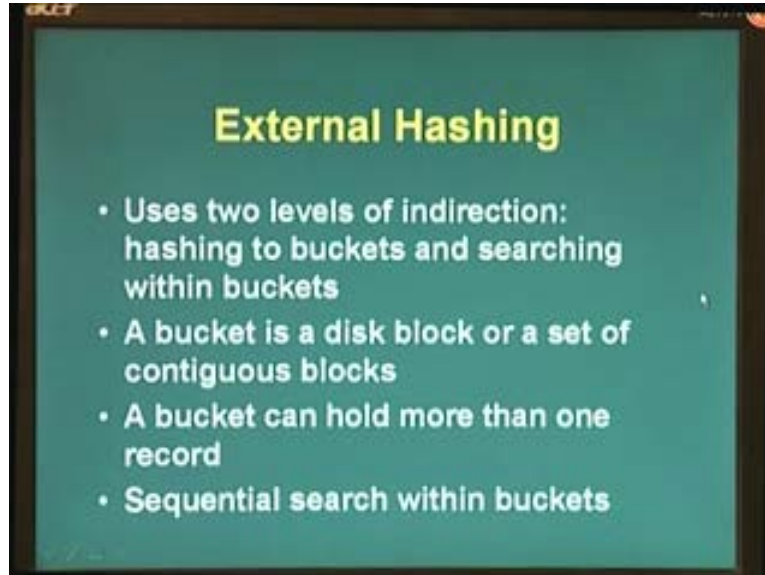 acer
External Hashing
• Uses two levels of indirection:
hashing to buckets and searching
within buckets
• A bucket is a disk block or a set of
contiguous blocks
• A bucket can hold more than one
record
• Sequential search within buckets